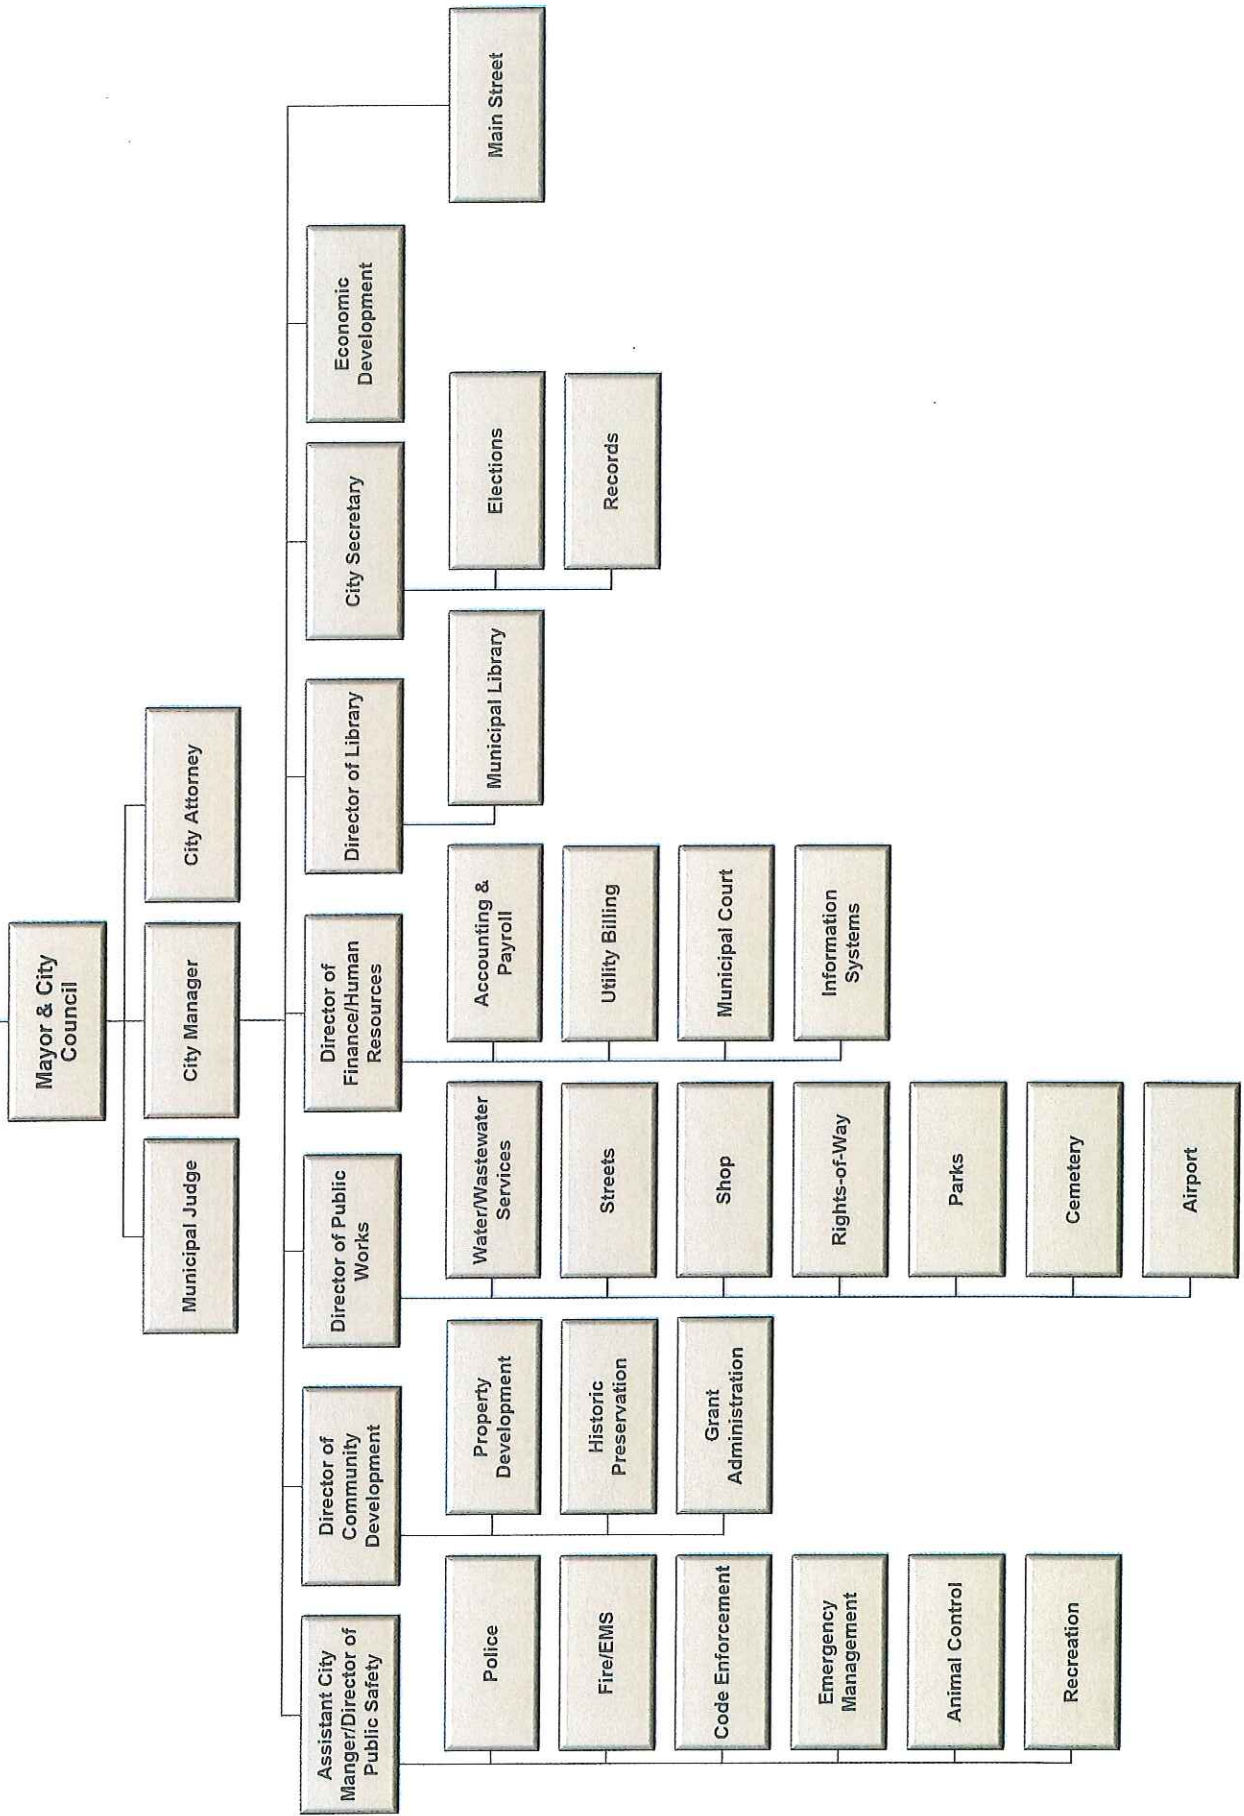 Mayor & City
Council
Municipal Judge
City Manager
City Attorney
Assistant City
Manger/Director of
Public Safety
Director of
Community
Development
Director of Public
Works
Director of
Finance/Human
Resources
Director of Library
City Secretary
Economic
Development
Main Street
Police
Fire/EMS
Code Enforcement
Emergency
Management
Animal Control
Recreation
Property
Development
Historic
Preservation
Grant
Administration
Water/Wastewater
Services
Streets
Shop
Rights-of-Way
Parks
Cemetery
Airport
Accounting &
Payroll
Utility Billing
Municipal Court
Information
Systems
Municipal Library
Elections
Records